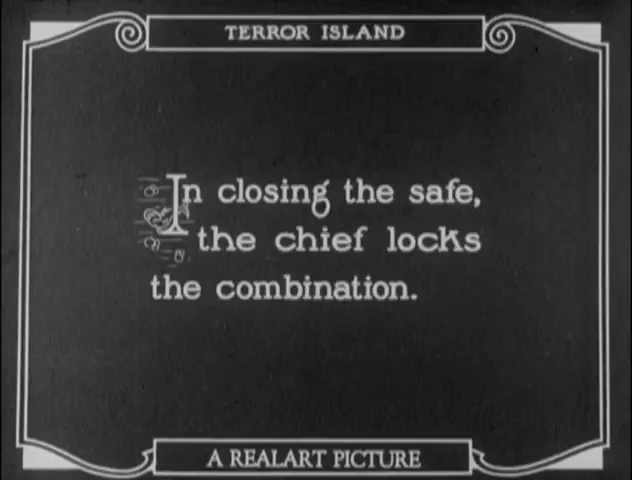 TERROR ISLAND
In closing the safe,
the chief locks
the combination.
A REALART PICTURE